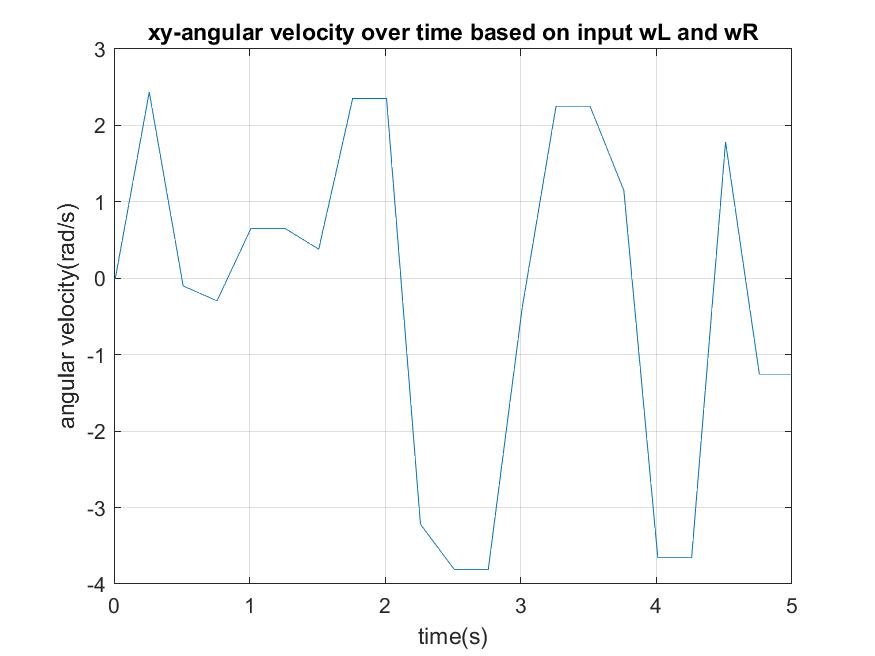 xy-angular velocity over time based on input wL and wR
3
2
1
0
-1
-2
-3
-4
angular velocity(rad/s)
0 1 2 3 4 5
time(s)